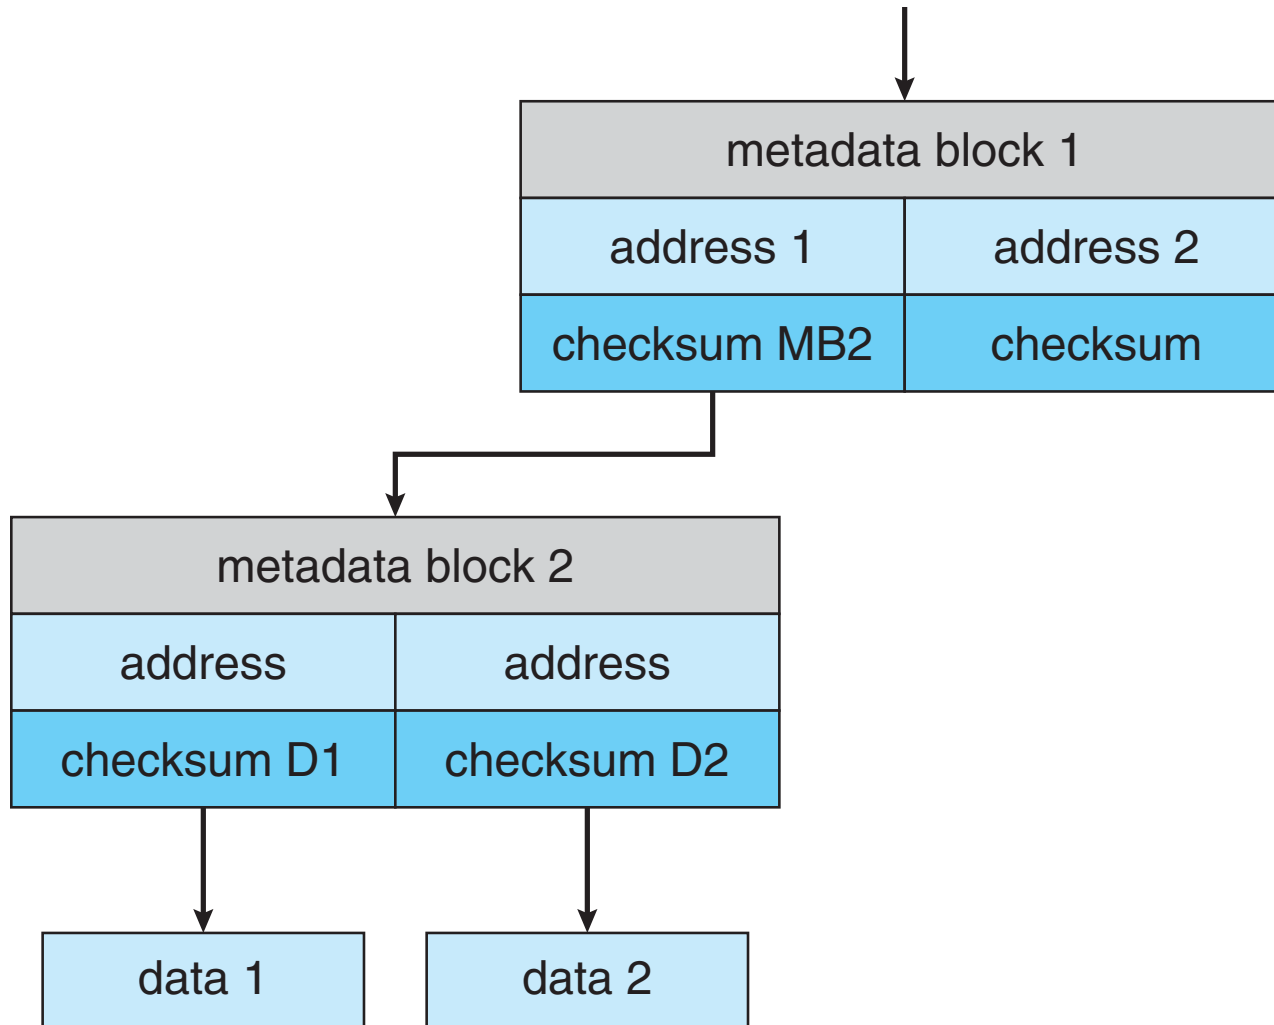 metadata block 1
address 1
address 2
checksum MB2
checksum
metadata block 2
address
address
checksum D1
checksum D2
data 1
data 2